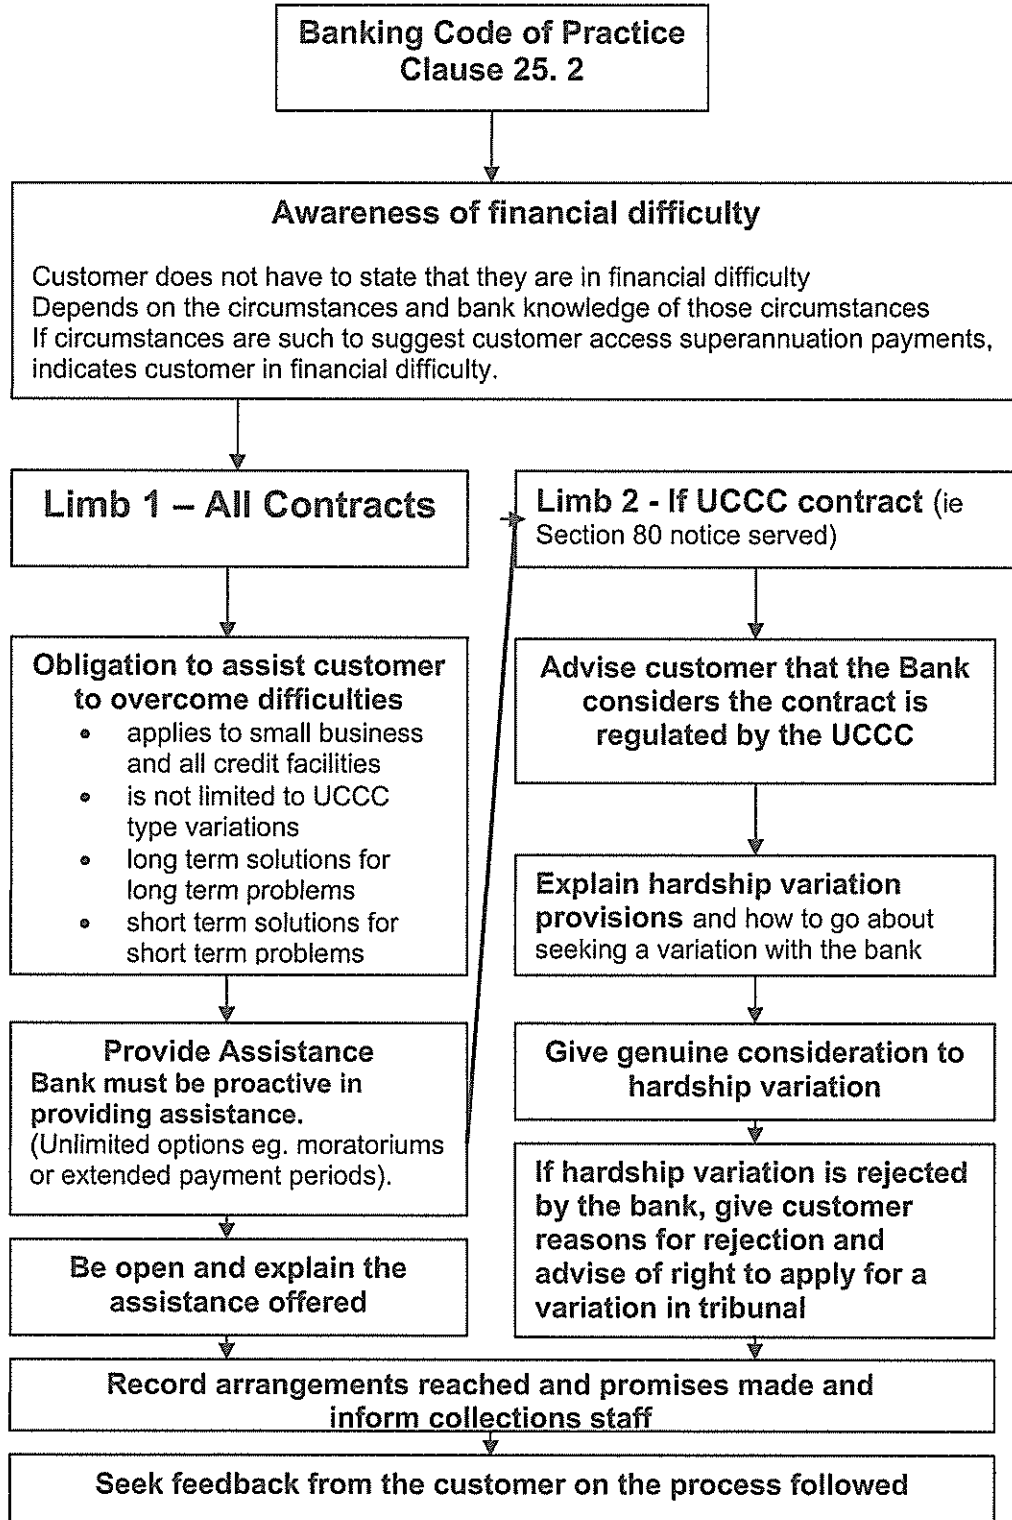 Banking Code of Practice
Clause 25. 2
Awareness of financial difficulty
Customer does not have to state that they are in financial difficulty
Depends on the circumstances and bank knowledge of those circumstances
If circumstances are such to suggest customer access superannuation payments,
indicates customer in financial difficulty.
Limb 1 – All Contracts
Obligation to assist customer
to overcome difficulties
• applies to small business
and all credit facilities
• is not limited to UCCC
type variations
• long term solutions for
long term problems
• short term solutions for
short term problems
Provide Assistance
Bank must be proactive in
providing assistance.
(Unlimited options eg. moratoriums
or extended payment periods).
Be open and explain the
assistance offered
Limb 2 - If UCCC contract (ie
Section 80 notice served)
Advise customer that the Bank
considers the contract is
regulated by the UCCC
Explain hardship variation
provisions and how to go about
seeking a variation with the bank
Give genuine consideration to
hardship variation
If hardship variation is rejected
by the bank, give customer
reasons for rejection and
advise of right to apply for a
variation in tribunal
Record arrangements reached and promises made and
inform collections staff
Seek feedback from the customer on the process followed